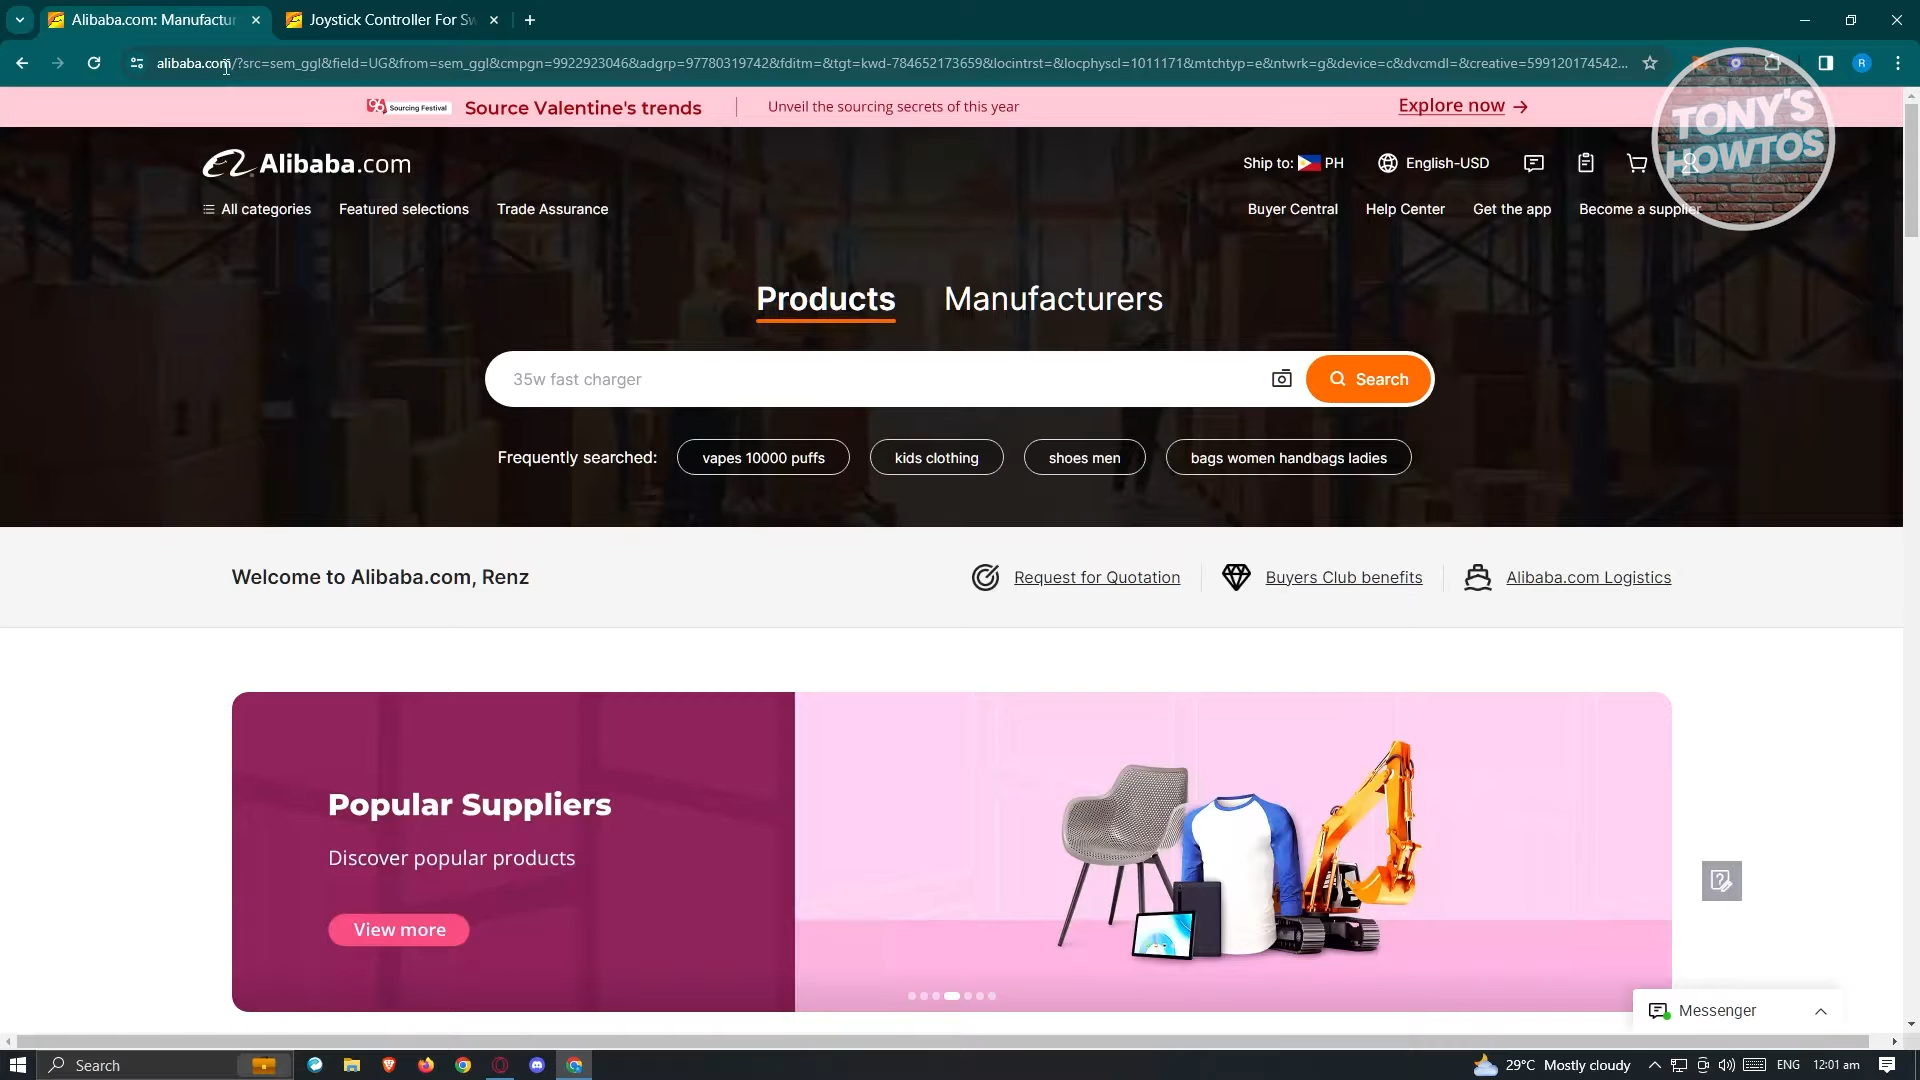 Alibaba.com: Manufactur
Joystick Controller For Sw
alibaba.com/?src=sem_ggl&field=UG&from=sem_ggl&cmpgn=9922923046&adgrp=97780319742&fditm=&tgt=kwd-784652173659&locintrst=&locphyscl=1011171&mtchtyp=e&ntwrk=g&device=c&dvcmdl=&creative=599120174542...
R
Sourcing Festival
Source Valentine's trends
Unveil the sourcing secrets of this year
Explore now →
TONY'S
HOWTOS
Alibaba.com
Ship to: PH
English-USD
All categories
Featured selections
Trade Assurance
Buyer Central
Help Center
Get the app
Become a supplier
Products
Manufacturers
35w fast charger
Search
Frequently searched:
vapes 10000 puffs
kids clothing
shoes men
bags women handbags ladies
Welcome to Alibaba.com, Renz
Request for Quotation
Buyers Club benefits
Alibaba.com Logistics
Popular Suppliers
Discover popular products
View more
Messenger
Search
29°C Mostly cloudy
ENG
12:01 am